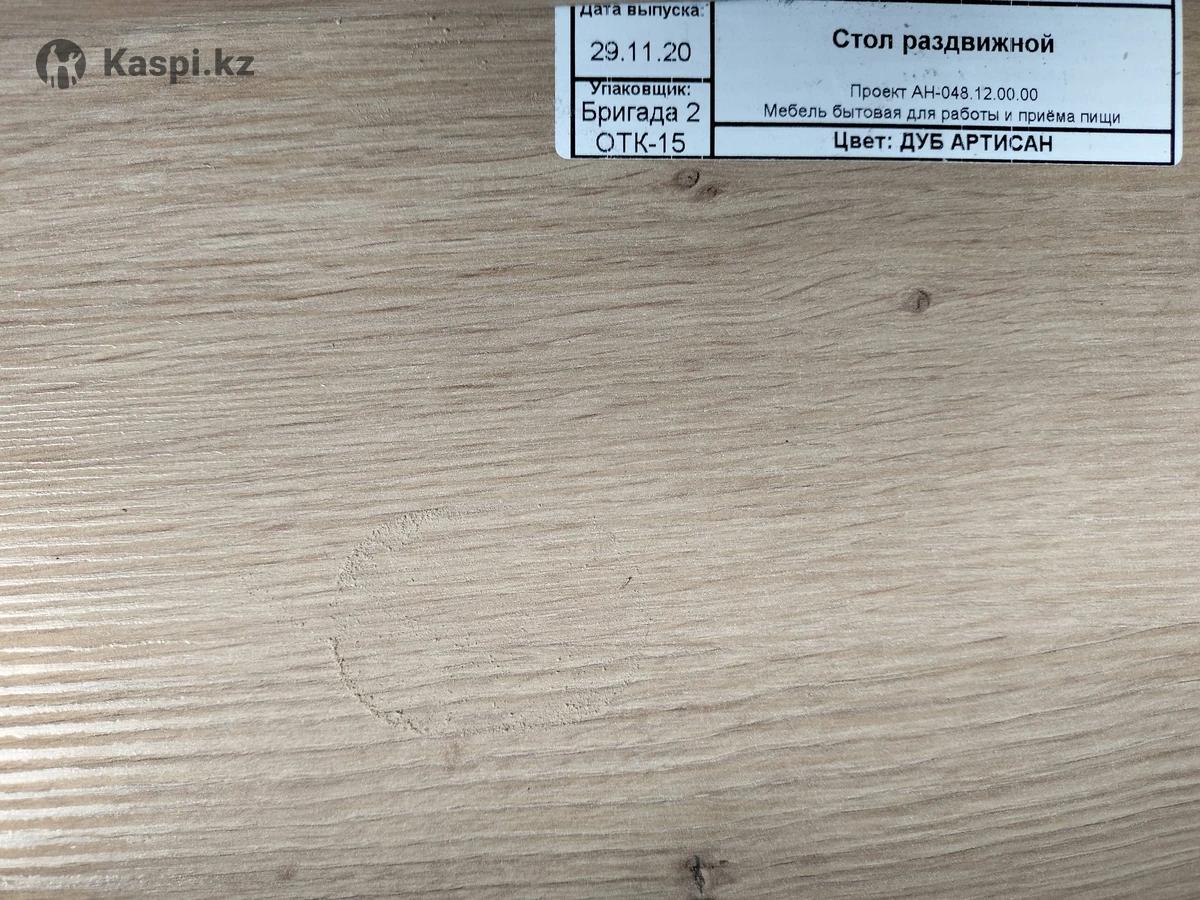 Kaspi.kz
Дата выпуска:
29.11.20
Упаковщик:
Бригада 2
ОТК-15
Стол раздвижной
Проект АН-048.12.00.00
Мебель бытовая для работы и приёма пищи
Цвет: ДУБ АРТИСАН